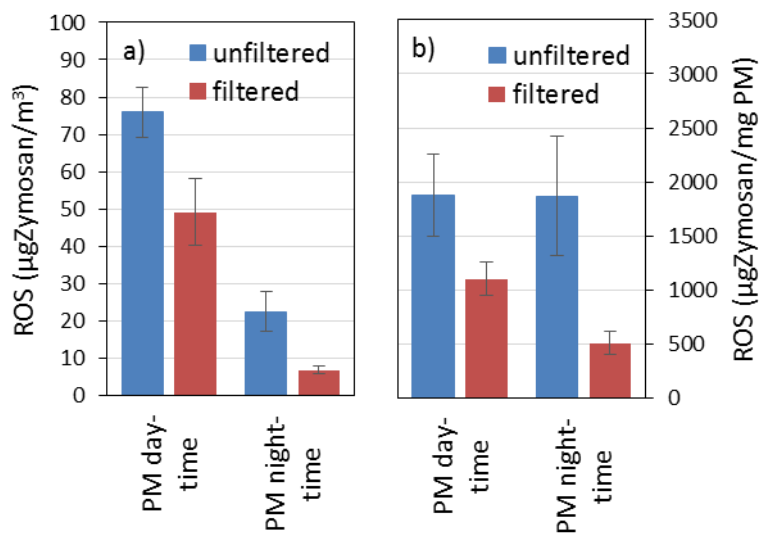 a)
unfiltered
filtered
ROS (µgZymosan/m³)
100
90
80
70
60
50
40
30
20
10
0
PM day-
time
PM night-
time
b)
unfiltered
filtered
3500
3000
2500
2000
1500
1000
500
0
ROS (µgZymosan/mg PM)
PM day-
time
PM night-
time